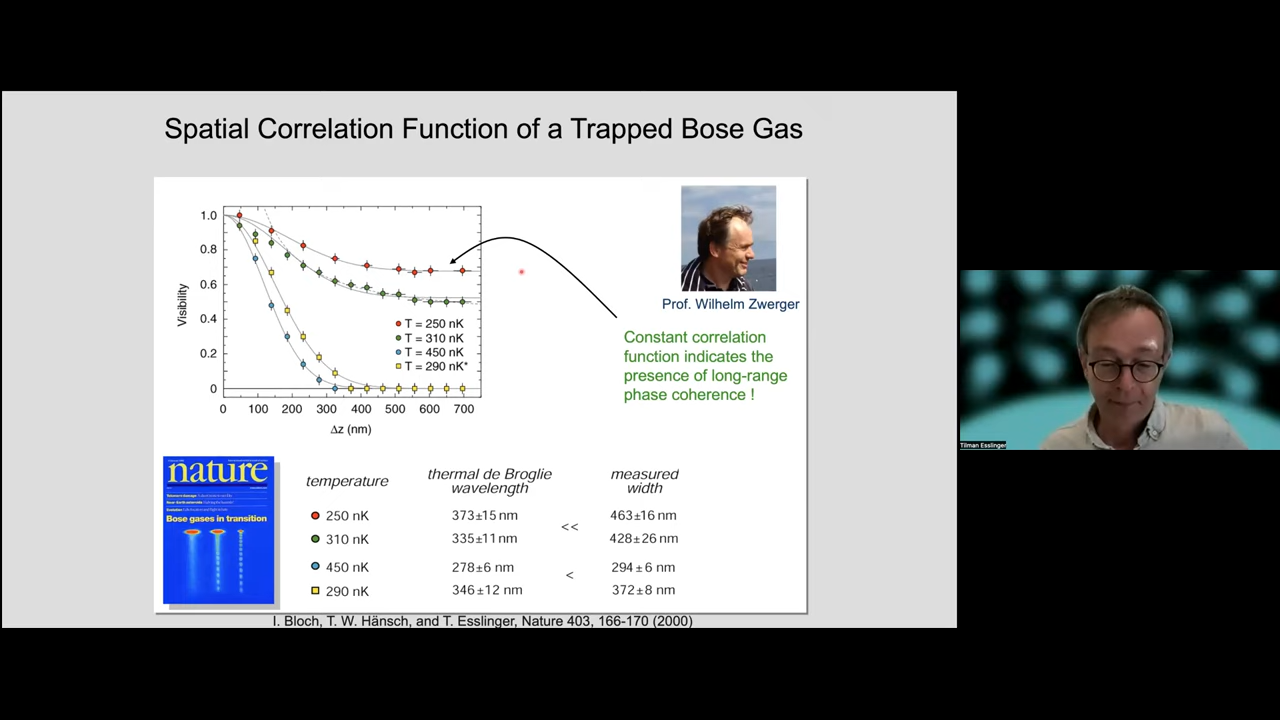 Spatial Correlation Function of a Trapped Bose Gas
1.0
0.8
0.6
0.4
0.2
0
Visibility
T = 250 nK
T = 310 nK
T = 450 nK
T = 290 nK*
0 100 200 300 400 500 600 700
Δz (nm)
Prof. Wilhelm Zwerger
Constant correlation
function indicates the
presence of long-range
phase coherence !
nature
Bose gases in transition
temperature thermal de Broglie wavelength measured width
250 nK 373±15 nm 463±16 nm
<<
310 nK 335±11 nm 428±26 nm
450 nK 278±6 nm 294±6 nm
<
290 nK 346±12 nm 372±8 nm
I. Bloch, T. W. Hänsch, and T. Esslinger, Nature 403, 166-170 (2000)
Tilman Esslinger